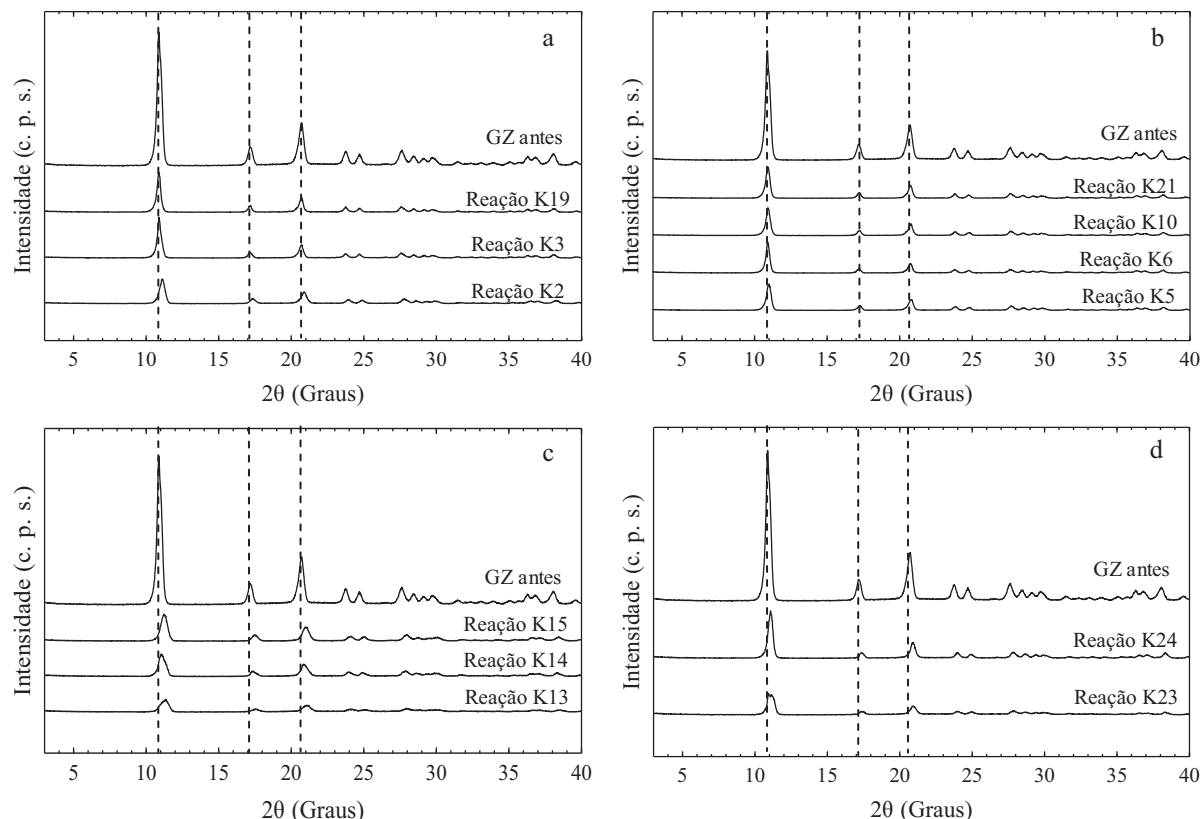 a
Intensidade (c. p. s.)
GZ antes
Reação K19
Reação K3
Reação K2
5 10 15 20 25 30 35 40
2θ (Graus)
b
Intensidade (c. p. s.)
GZ antes
Reação K21
Reação K10
Reação K6
Reação K5
5 10 15 20 25 30 35 40
2θ (Graus)
c
Intensidade (c. p. s.)
GZ antes
Reação K15
Reação K14
Reação K13
5 10 15 20 25 30 35 40
2θ (Graus)
d
Intensidade (c. p. s.)
GZ antes
Reação K24
Reação K23
5 10 15 20 25 30 35 40
2θ (Graus)